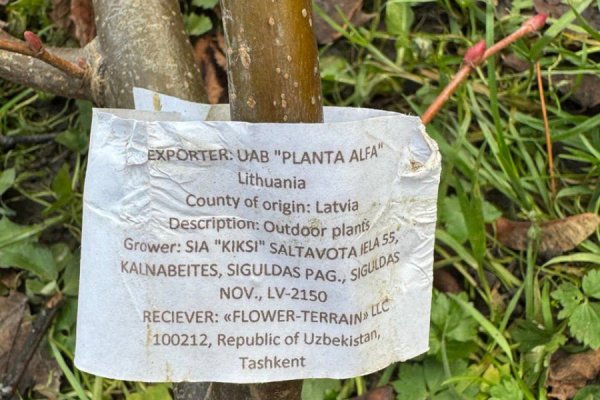 EXPORTER: UAB "PLANTA ALFA"
Lithuania
County of origin: Latvia
Description: Outdoor plants
Grower: SIA "KIKSI" SALTAVOTA IELA 55,
KALNABEITES, SIGULDAS PAG., SIGULDAS
NOV., LV-2150
RECIEVER: «FLOWER-TERRAIN» LLC
100212, Republic of Uzbekistan,
Tashkent